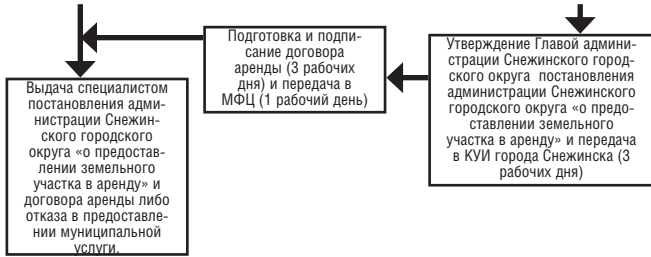 Подготовка и подпи-
сание договора
аренды (3 рабочих
дня) и передача в
МФЦ (1 рабочий день)
Утверждение Главой админи-
страции Снежинского город-
ского округа постановления
администрации Снежинского
городского округа «о предо-
ставлении земельного
участка в аренду» и передача
в КУИ города Снежинска (3
рабочих дня)
Выдача специалистом
постановления адми-
нистрации Снежин-
ского городского
округа «о предостав-
лении земельного
участка в аренду» и
договора аренды либо
отказа в предоставле-
нии муниципальной
услуги.